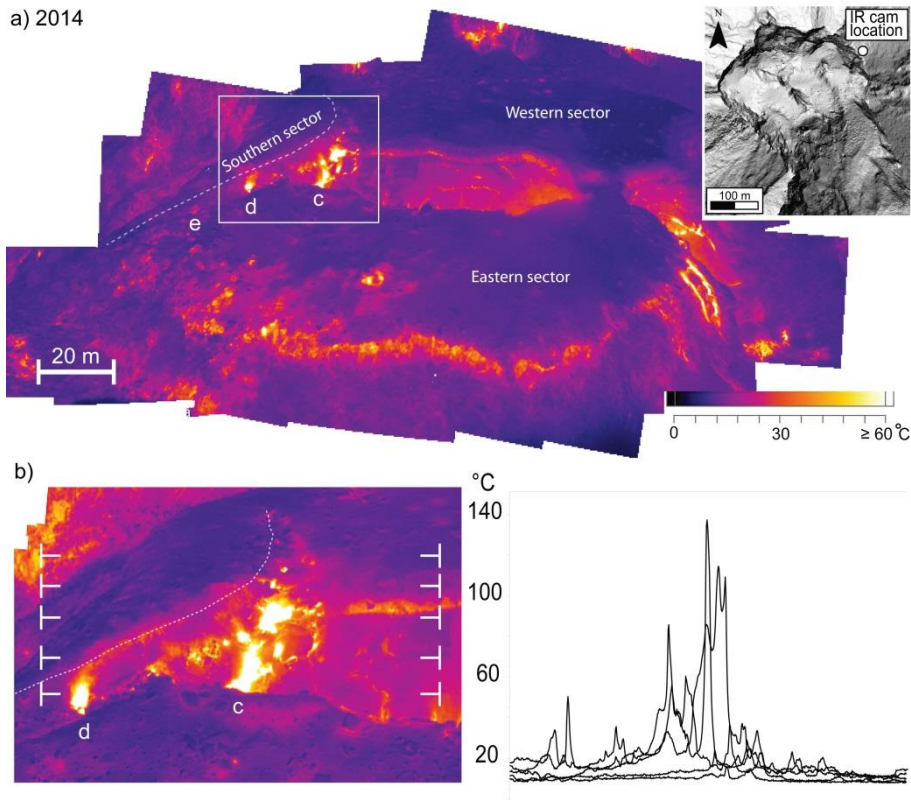 a) 2014
N
IR cam
location
100 m
Western sector
Southern sector
d
c
e
Eastern sector
20 m
0
30
≥ 60 °C
b)
d
c
°C
140
100
60
20